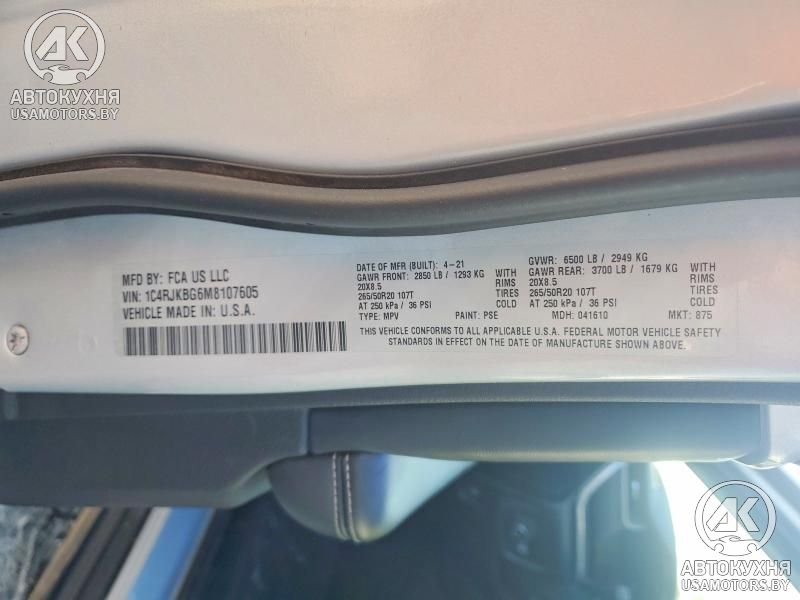 АК
АВТОКУХНЯ
USAMOTORS.BY
MFD BY: FCA US LLC
VIN: 1C4RJKBG6M8107605
VEHICLE MADE IN: U.S.A.
DATE OF MFR (BUILT): 4-21
GAWR FRONT: 2850 LB / 1293 KG WITH
20X8.5 RIMS
265/50R20 107T TIRES
AT 250 kPa / 36 PSI COLD
TYPE: MPV PAINT: PSE
GVWR: 6500 LB / 2949 KG
GAWR REAR: 3700 LB / 1679 KG WITH
20X8.5 RIMS
265/50R20 107T TIRES
AT 250 kPa / 36 PSI COLD
MDH: 041610 MKT: 875
THIS VEHICLE CONFORMS TO ALL APPLICABLE U.S.A. FEDERAL MOTOR VEHICLE SAFETY
STANDARDS IN EFFECT ON THE DATE OF MANUFACTURE SHOWN ABOVE.
АК
АВТОКУХНЯ
USAMOTORS.BY